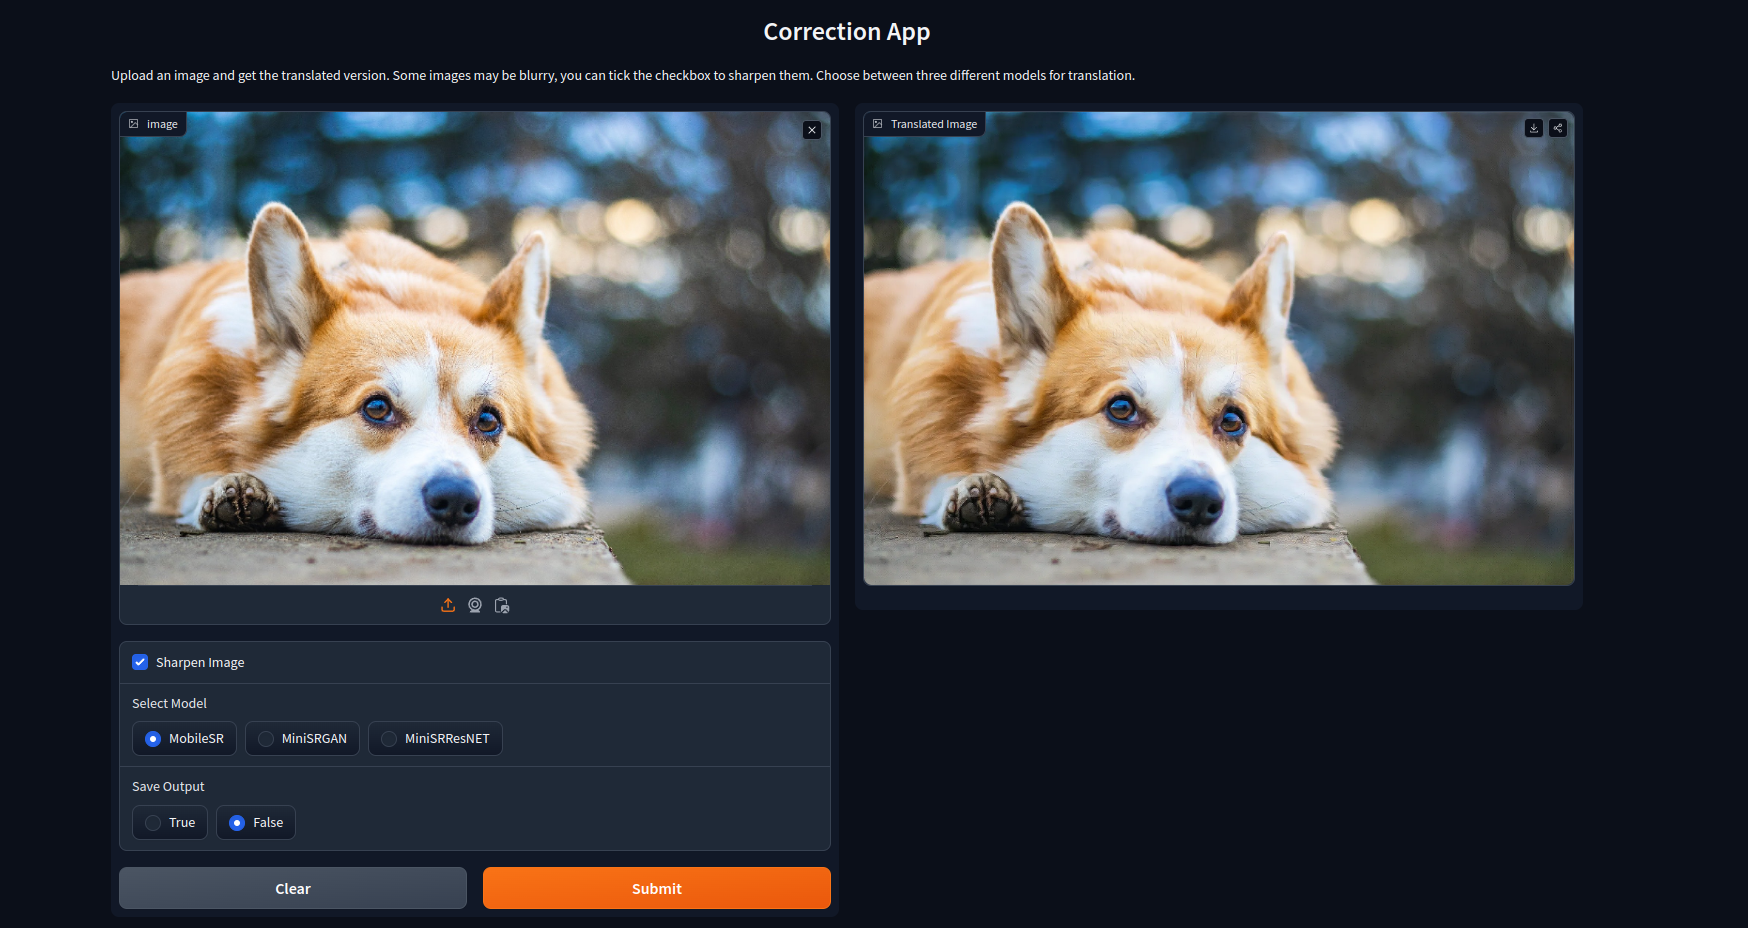 Correction App
Upload an image and get the translated version. Some images may be blurry, you can tick the checkbox to sharpen them. Choose between three different models for translation.
image
Translated Image
Sharpen Image
Select Model
MobileSR
MiniSRGAN
MiniSRResNET
Save Output
True
False
Clear
Submit